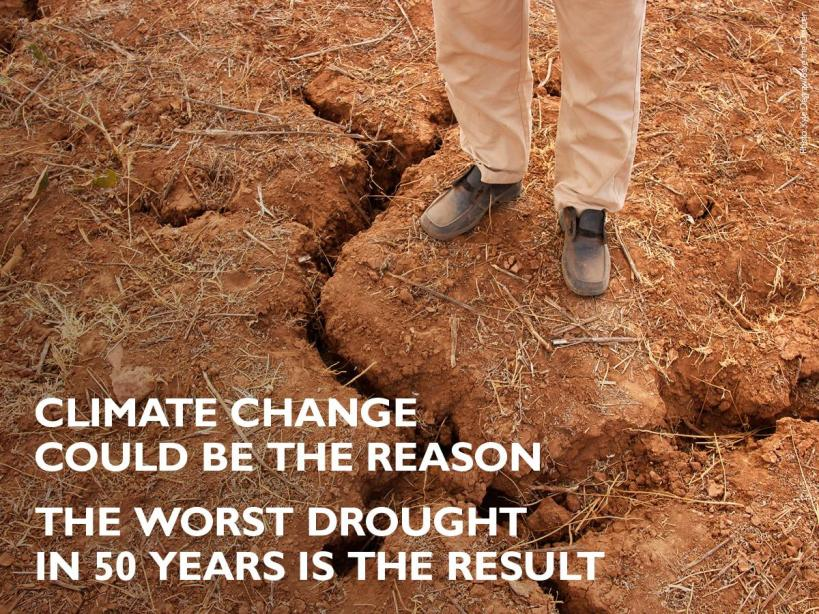 CLIMATE CHANGE
COULD BE THE REASON
THE WORST DROUGHT
IN 50 YEARS IS THE RESULT